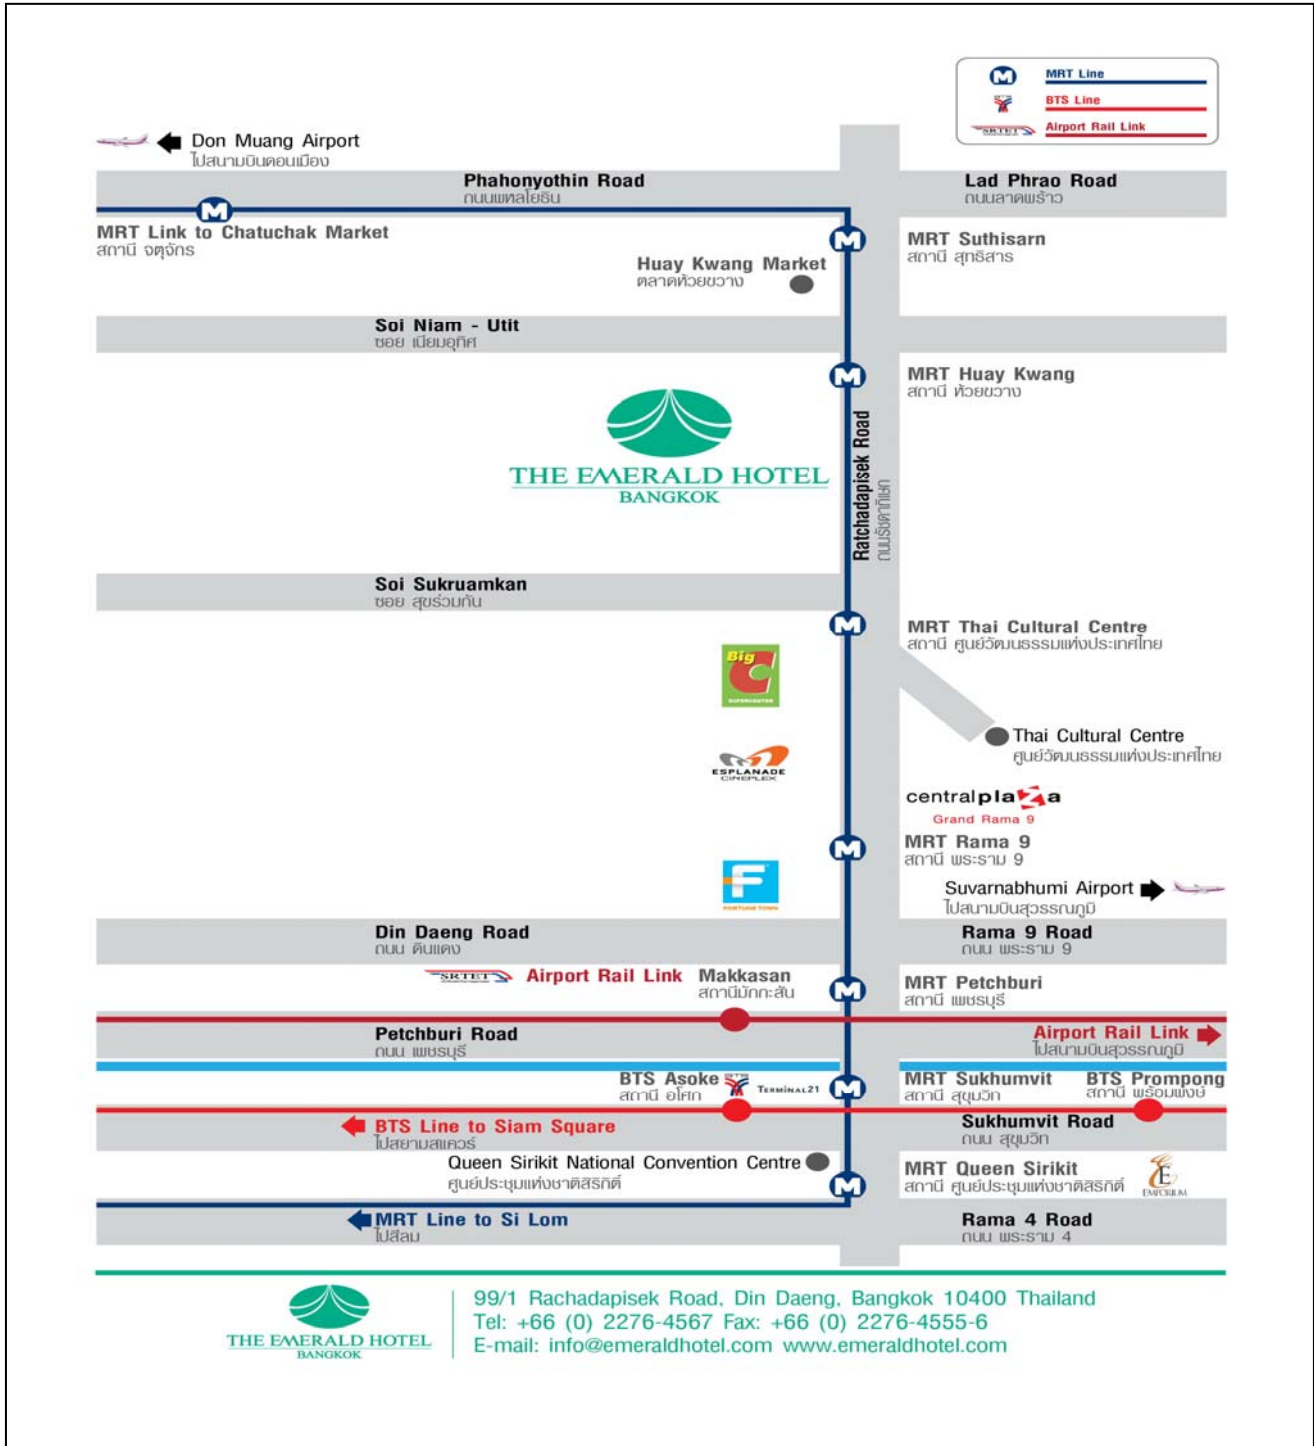 MRT Line
BTS Line
SRTET Airport Rail Link
Don Muang Airport
ไปสนามบินดอนเมือง
Phahonyothin Road
ถนนพหลโยธิน
Lad Phrao Road
ถนนลาดพร้าว
MRT Link to Chatuchak Market
สถานี จตุจักร
MRT Suthisarn
สถานี สุทธิสาร
Huay Kwang Market
ตลาดห้วยขวาง
Soi Niam - Utit
ซอย เนียมอุทิศ
MRT Huay Kwang
สถานี ห้วยขวาง
Ratchadapisek Road
ถนนรัชดาภิเษก
THE EMERALD HOTEL
BANGKOK
Soi Sukruamkan
ซอย สุขร่วมกัน
MRT Thai Cultural Centre
สถานี ศูนย์วัฒนธรรมแห่งประเทศไทย
Big C
SUPERCENTER
Thai Cultural Centre
ศูนย์วัฒนธรรมแห่งประเทศไทย
ESPLANADE
CINEPLEX
centralplaza
Grand Rama 9
MRT Rama 9
สถานี พระราม 9
F
FORTUNE TOWN
Suvarnabhumi Airport
ไปสนามบินสุวรรณภูมิ
Din Daeng Road
ถนน ดินแดง
Rama 9 Road
ถนน พระราม 9
SRTET Airport Rail Link Makkasan
สถานีมักกะสัน
MRT Petchburi
สถานี เพชรบุรี
Petchburi Road
ถนน เพชรบุรี
Airport Rail Link
ไปสนามบินสุวรรณภูมิ
BTS Asoke
สถานี อโศก
BTS
TERMINAL21
MRT Sukhumvit
สถานี สุขุมวิท
BTS Prompong
สถานี พร้อมพงษ์
BTS Line to Siam Square
ไปสยามสแควร์
Sukhumvit Road
ถนน สุขุมวิท
Queen Sirikit National Convention Centre
ศูนย์ประชุมแห่งชาติสิริกิติ์
MRT Queen Sirikit
สถานี ศูนย์ประชุมแห่งชาติสิริกิติ์
E
EMPORIUM
MRT Line to Si Lom
ไปสีลม
Rama 4 Road
ถนน พระราม 4
THE EMERALD HOTEL
BANGKOK
99/1 Rachadapisek Road, Din Daeng, Bangkok 10400 Thailand
Tel: +66 (0) 2276-4567 Fax: +66 (0) 2276-4555-6
E-mail: info@emeraldhotel.com www.emeraldhotel.com